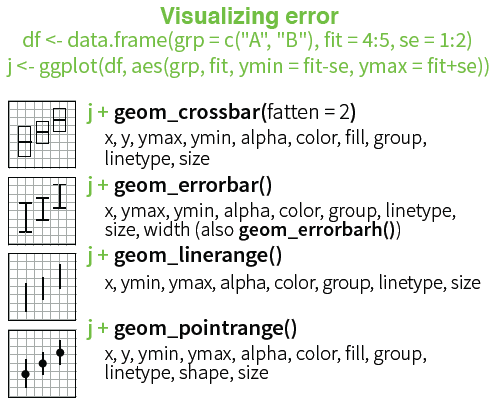 Visualizing error
df <- data.frame(grp = c("A", "B"), fit = 4:5, se = 1:2)
j <- ggplot(df, aes(grp, fit, ymin = fit-se, ymax = fit+se))
j + geom_crossbar(fatten = 2)
x, y, ymax, ymin, alpha, color, fill, group,
linetype, size
j + geom_errorbar()
x, ymax, ymin, alpha, color, group, linetype,
size, width (also geom_errorbarh())
j + geom_linerange()
x, ymin, ymax, alpha, color, group, linetype, size
j + geom_pointrange()
x, y, ymin, ymax, alpha, color, fill, group,
linetype, shape, size